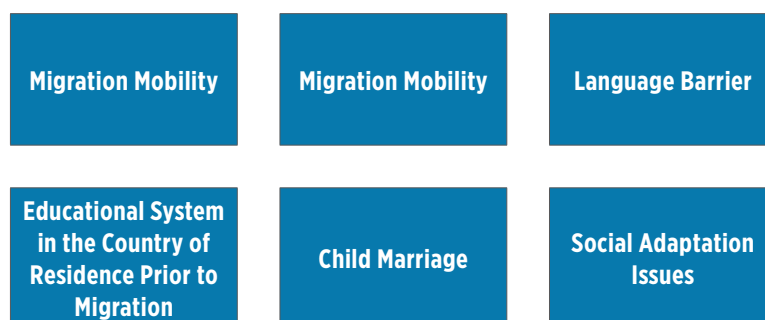 Migration Mobility
Migration Mobility
Language Barrier
Educational System
in the Country of
Residence Prior to
Migration
Child Marriage
Social Adaptation
Issues